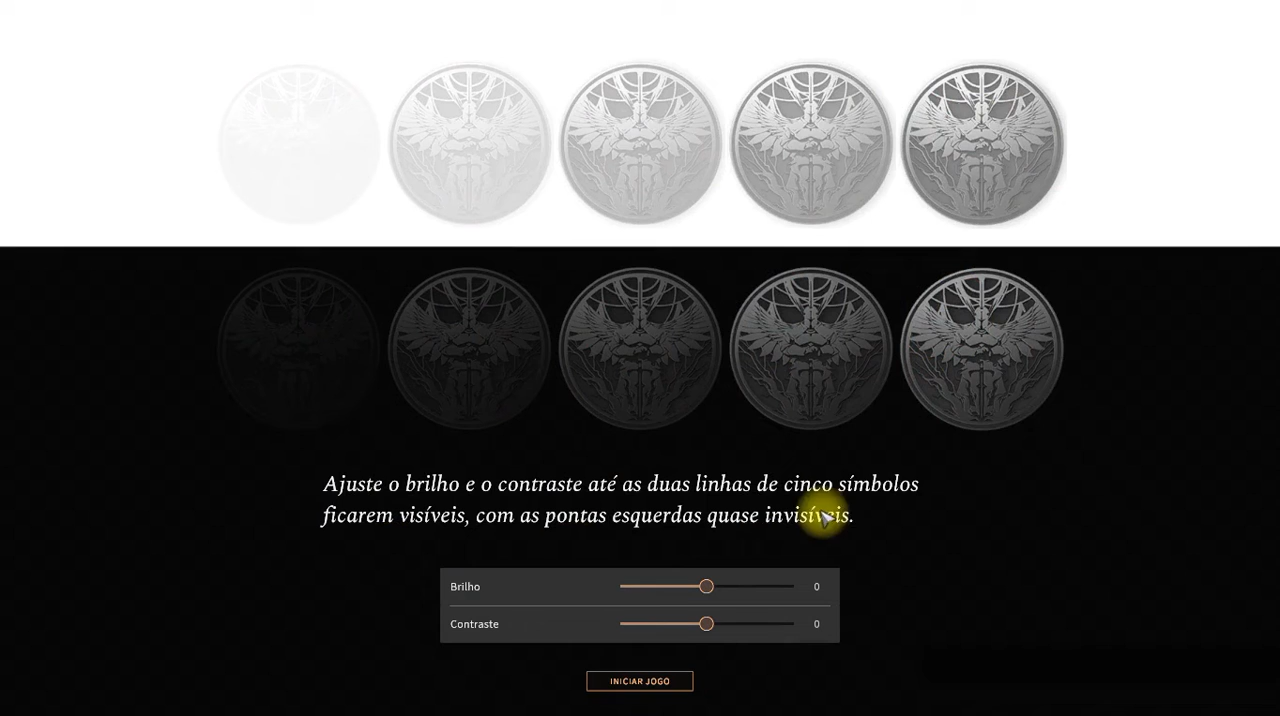 Ajuste o brilho e o contraste até as duas linhas de cinco símbolos
ficarem visíveis, com as pontas esquerdas quase invisíveis.
Brilho 0
Contraste 0
INICIAR JOGO